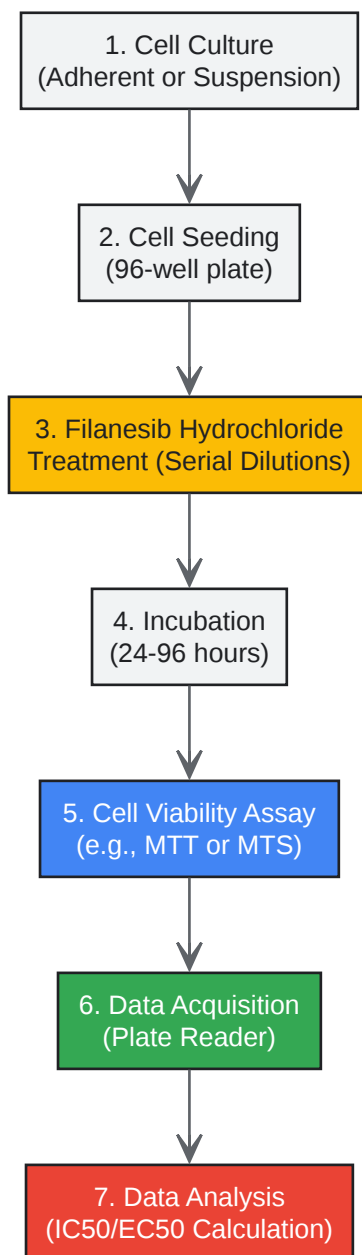 1. Cell Culture
(Adherent or Suspension)
2. Cell Seeding
(96-well plate)
3. Filanesib Hydrochloride
Treatment (Serial Dilutions)
4. Incubation
(24-96 hours)
5. Cell Viability Assay
(e.g., MTT or MTS)
6. Data Acquisition
(Plate Reader)
7. Data Analysis
(IC50/EC50 Calculation)